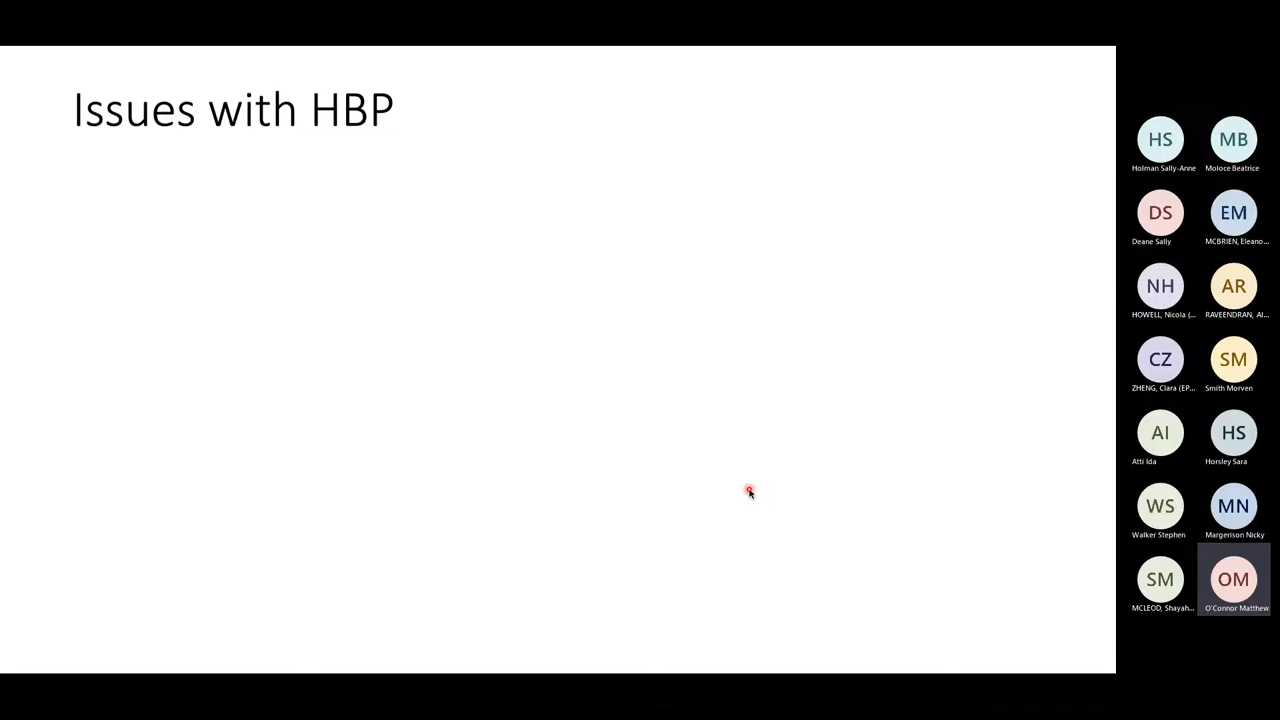 Issues with HBP
HS MB
Holman Sally-Anne Moloce Beatrice
DS EM
Deane Sally MCBRIEN, Eleano...
NH AR
HOWELL, Nicola (... RAVEENDRAN, Al...
CZ SM
ZHENG, Clara (EP... Smith Morven
AI HS
Atti Ida Horsley Sara
WS MN
Walker Stephen Margerison Nicky
SM OM
MCLEOD, Shayah... O'Connor Matthew